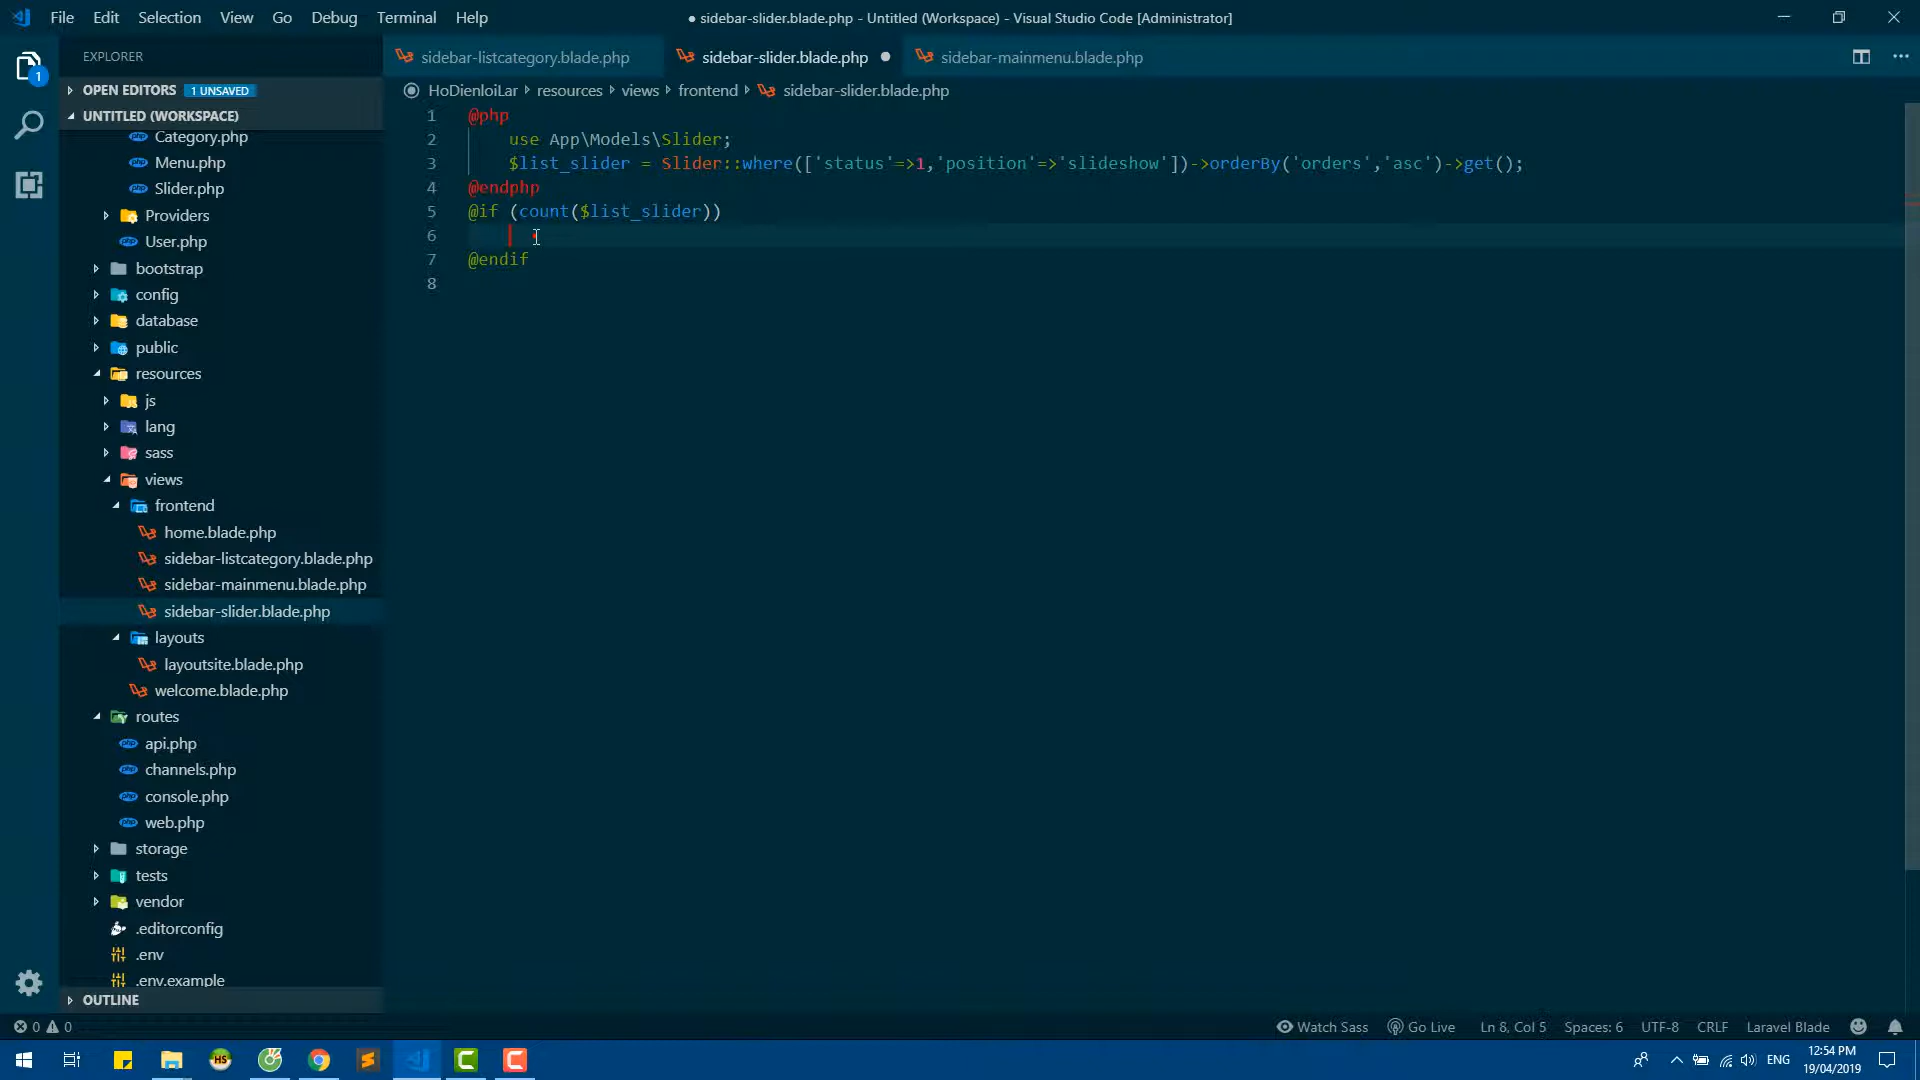 File Edit Selection View Go Debug Terminal Help
● sidebar-slider.blade.php - Untitled (Workspace) - Visual Studio Code [Administrator]
EXPLORER
OPEN EDITORS 1 UNSAVED
UNTITLED (WORKSPACE)
Category.php
Menu.php
Slider.php
Providers
User.php
bootstrap
config
database
public
resources
js
lang
sass
views
frontend
home.blade.php
sidebar-listcategory.blade.php
sidebar-mainmenu.blade.php
sidebar-slider.blade.php
layouts
layoutsite.blade.php
welcome.blade.php
routes
api.php
channels.php
console.php
web.php
storage
tests
vendor
.editorconfig
.env
.env.example
OUTLINE
1
sidebar-listcategory.blade.php sidebar-slider.blade.php sidebar-mainmenu.blade.php
HoDienloiLar resources views frontend sidebar-slider.blade.php
1 @php
2 use App\Models\Slider;
3 $list_slider = Slider::where(['status'=>1,'position'=>'slideshow'])->orderBy('orders','asc')->get();
4 @endphp
5 @if (count($list_slider))
6
7 @endif
8
0 0 Watch Sass Go Live Ln 8, Col 5 Spaces: 6 UTF-8 CRLF Laravel Blade
HS ENG 12:54 PM
19/04/2019